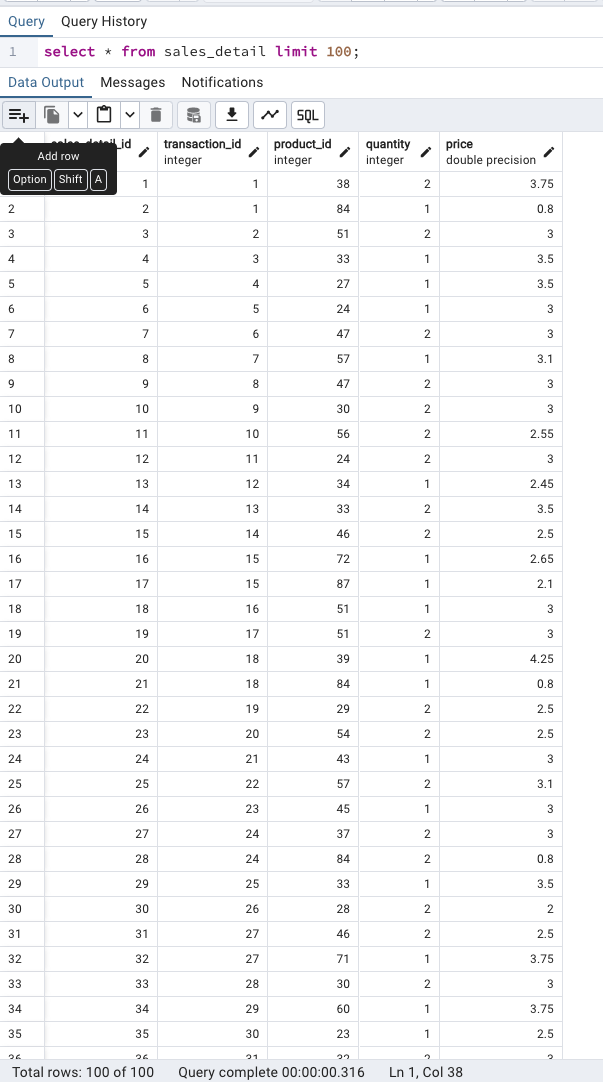 Query Query History
1 select * from sales_detail limit 100;
Data Output Messages Notifications
SQL
transaction_id product_id quantity price
integer integer integer double precision
Add row
Option Shift A
1 1 38 2 3.75
2 2 1 84 1 0.8
3 3 2 51 2 3
4 4 3 33 1 3.5
5 5 4 27 1 3.5
6 6 5 24 1 3
7 7 6 47 2 3
8 8 7 57 1 3.1
9 9 8 47 2 3
10 10 9 30 2 3
11 11 10 56 2 2.55
12 12 11 24 2 3
13 13 12 34 1 2.45
14 14 13 33 2 3.5
15 15 14 46 2 2.5
16 16 15 72 1 2.65
17 17 15 87 1 2.1
18 18 16 51 1 3
19 19 17 51 2 3
20 20 18 39 1 4.25
21 21 18 84 1 0.8
22 22 19 29 2 2.5
23 23 20 54 2 2.5
24 24 21 43 1 3
25 25 22 57 2 3.1
26 26 23 45 1 3
27 27 24 37 2 3
28 28 24 84 2 0.8
29 29 25 33 1 3.5
30 30 26 28 2 2
31 31 27 46 2 2.5
32 32 27 71 1 3.75
33 33 28 30 2 3
34 34 29 60 1 3.75
35 35 30 23 1 2.5
36 36 31 32 2 3
Total rows: 100 of 100 Query complete 00:00:00.316 Ln 1, Col 38